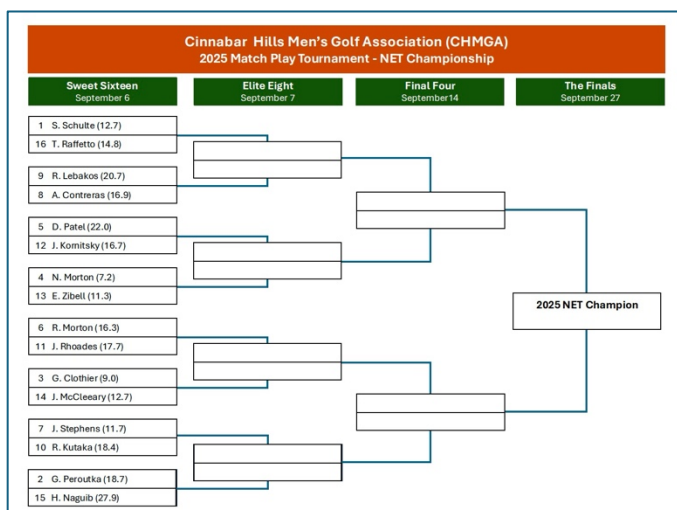 Cinnabar Hills Men's Golf Association (CHMGA)
2025 Match Play Tournament - NET Championship
Sweet Sixteen
September 6
Elite Eight
September 7
Final Four
September14
The Finals
September 27
1 S. Schulte (12.7)
16 T. Raffetto (14.8)
9 R. Lebakos (20.7)
8 A. Contreras (16.9)
5 D. Patel (22.0)
12 J. Kornitsky (16.7)
4 N. Morton (7.2)
13 E. Zibell (11.3)
6 R. Morton (16.3)
11 J. Rhoades (17.7)
3 G. Clothier (9.0)
14 J. McCleary (12.7)
7 J. Stephens (11.7)
10 R. Kutaka (18.4)
2 G. Peroutka (18.7)
15 H. Naguib (27.9)
2025 NET Champion